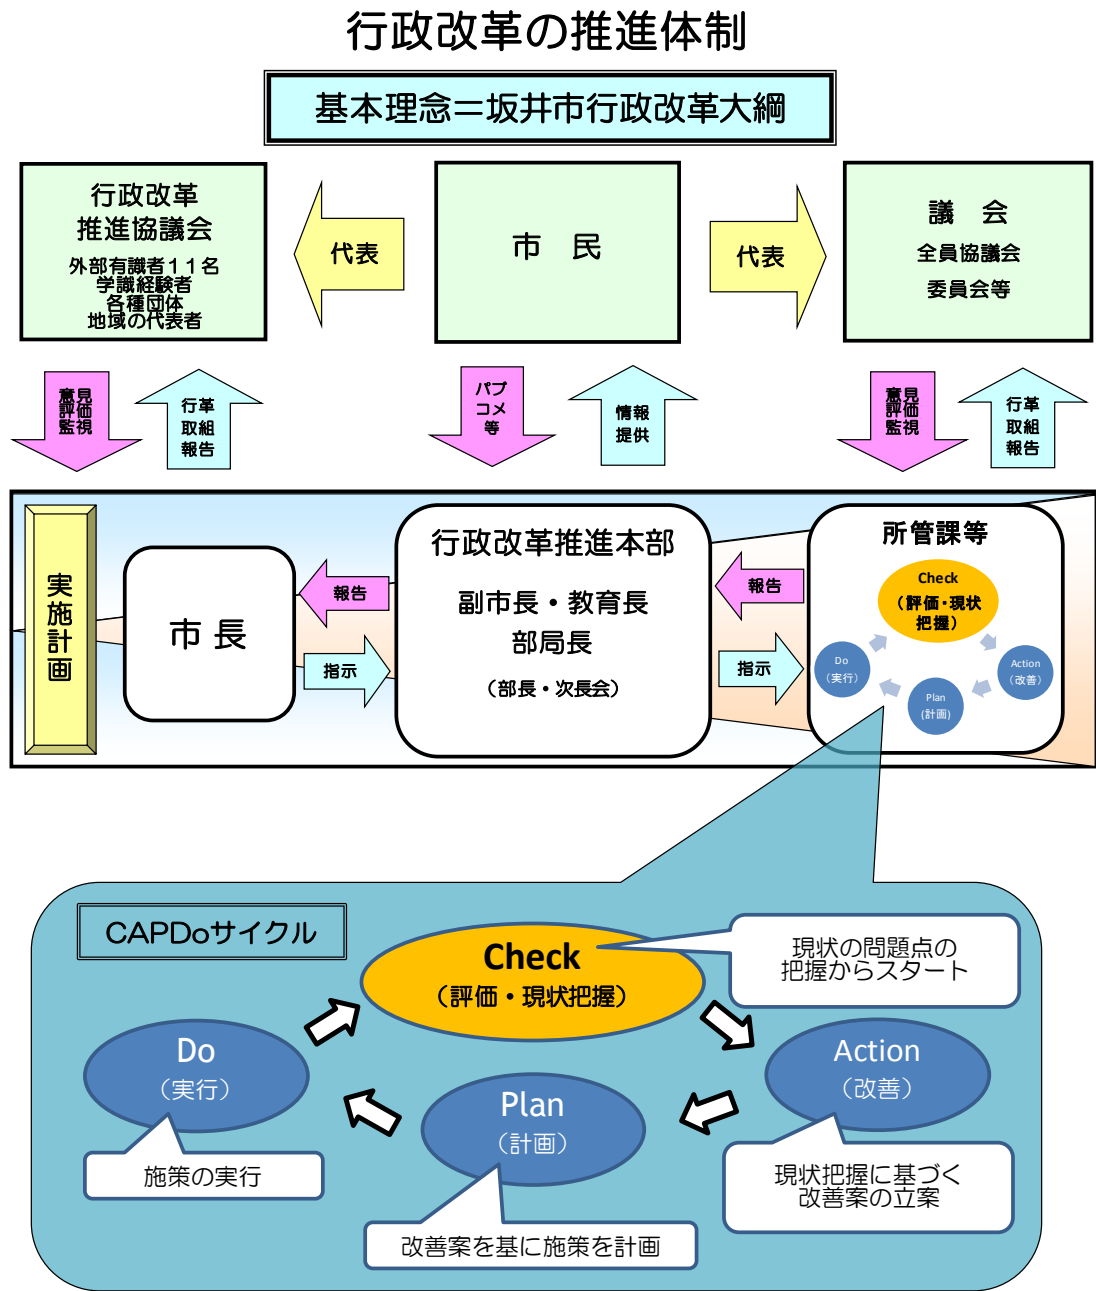 行政改革の推進体制
基本理念＝坂井市行政改革大綱
行政改革
推進協議会
外部有識者１１名
学識経験者
各種団体
地域の代表者
代表
市　民
代表
議　会
全員協議会
委員会等
意見
評価
監視
行革
取組
報告
パブ
コメ
等
情報
提供
意見
評価
監視
行革
取組
報告
実施計画
市 長
報告
指示
行政改革推進本部
副市長・教育長
部局長
（部長・次長会）
報告
指示
所管課等
Check
（評価・現状
把握）
Do
（実行）
Action
（改善）
Plan
（計画）
CAPDoサイクル
Check
（評価・現状把握）
現状の問題点の
把握からスタート
Do
（実行）
Action
（改善）
Plan
（計画）
施策の実行
現状把握に基づく
改善案の立案
改善案を基に施策を計画